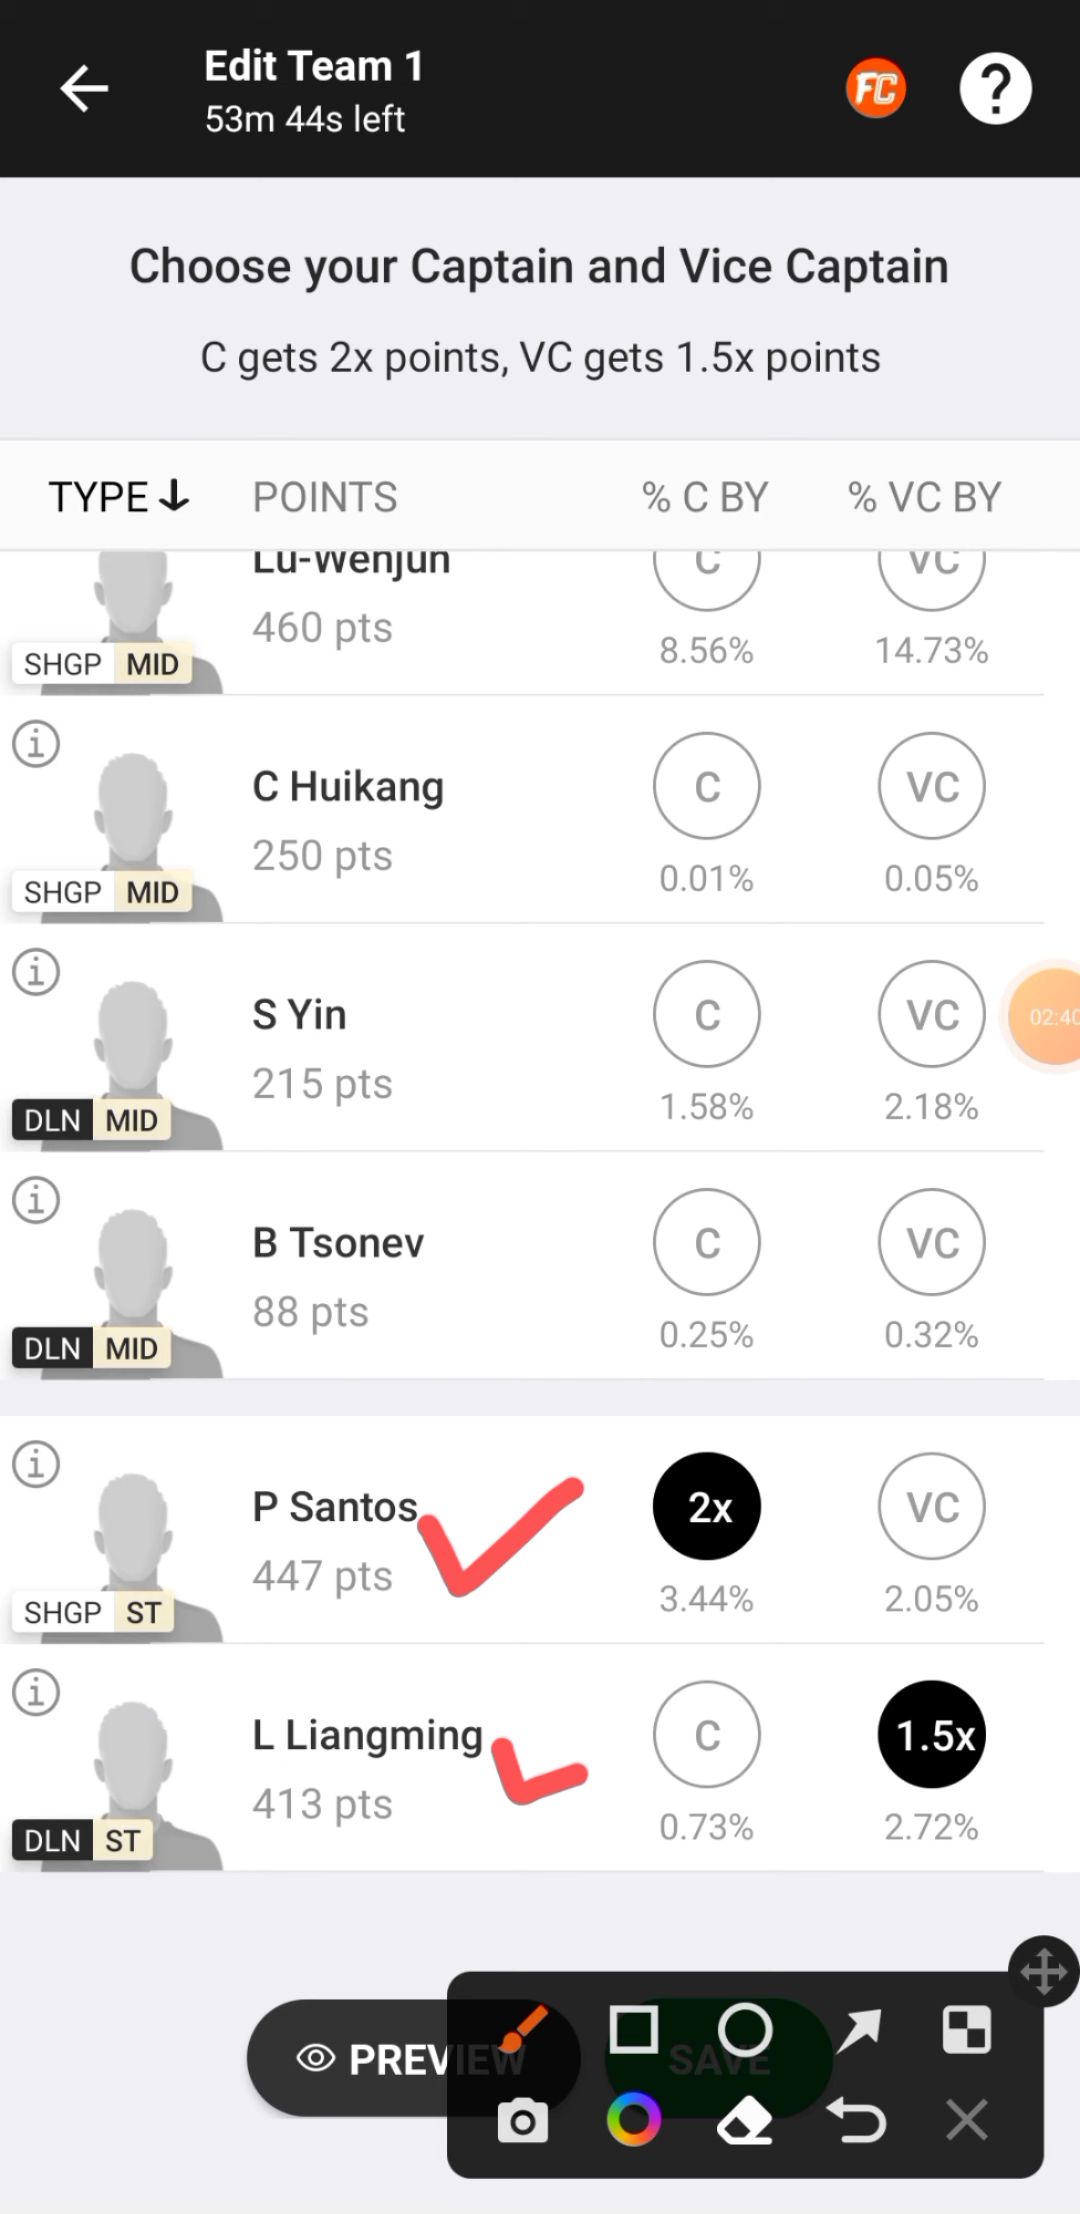 Edit Team 1
53m 44s left
FC
?
Choose your Captain and Vice Captain
C gets 2x points, VC gets 1.5x points
TYPE POINTS % C BY % VC BY
Lu-Wenjun C VC
460 pts 8.56% 14.73%
SHGP MID
C Huikang C VC
250 pts 0.01% 0.05%
SHGP MID
S Yin C VC
02:40
215 pts 1.58% 2.18%
DLN MID
B Tsonev C VC
88 pts 0.25% 0.32%
DLN MID
P Santos 2x VC
447 pts 3.44% 2.05%
SHGP ST
L Liangming C 1.5x
413 pts 0.73% 2.72%
DLN ST
PREVIEW SAVE